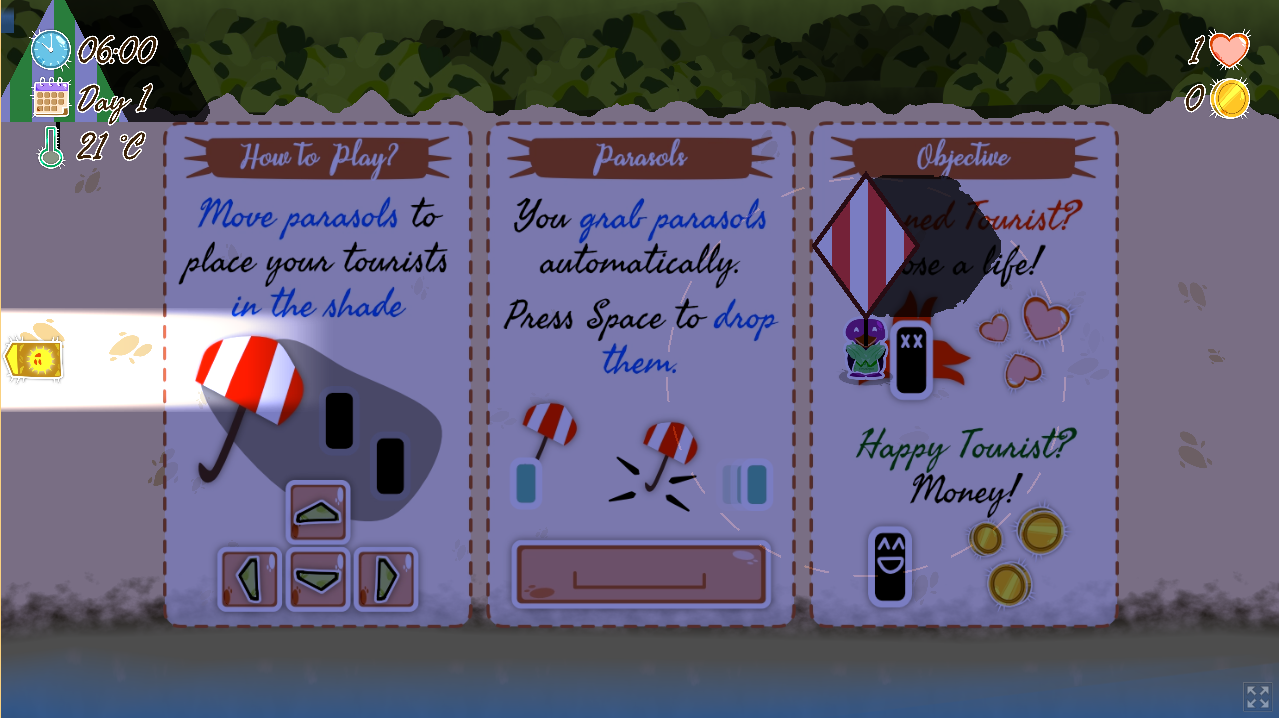 06:00
Day 1
21 °C
1
0
How to Play?
Move parasols to
place your tourists
in the shade
Parasols
You grab parasols
automatically.
Press Space to drop
them.
Objective
Tourist?
a life!
Happy Tourist?
Money!